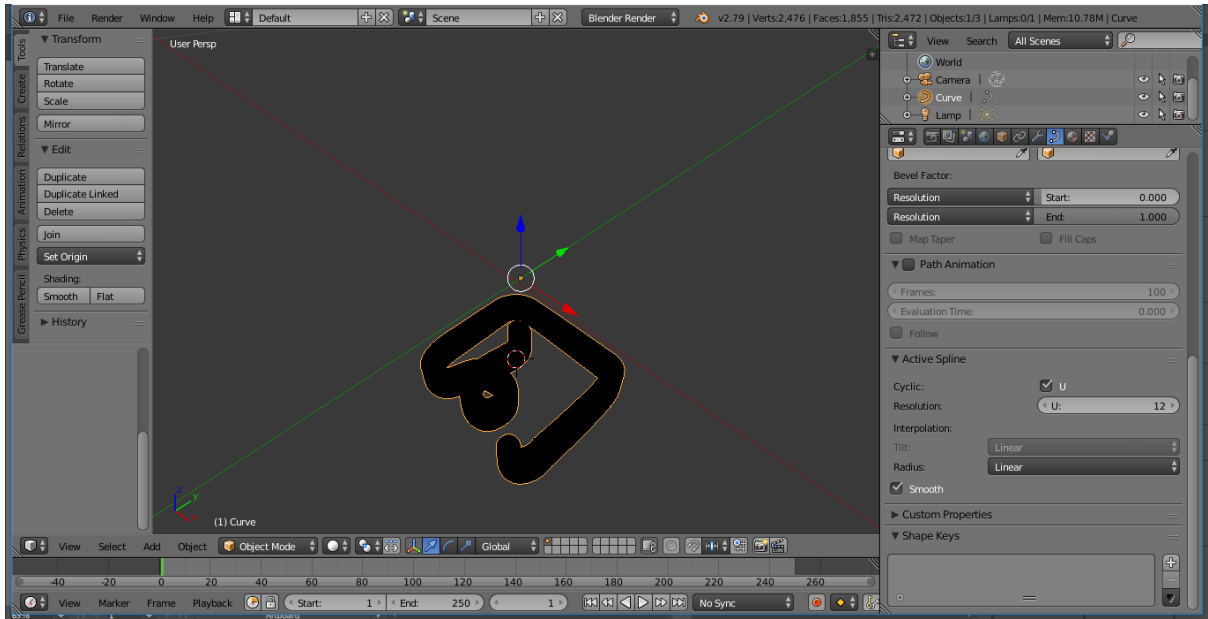 File Render Window Help Default Scene Blender Render v2.79 | Verts:2,476 | Faces:1,855 | Tris:2,472 | Objects:1/3 | Lamps:0/1 | Mem:10.78M | Curve
Tools
Create
Relations
Animation
Physics
Grease Pencil
Transform
Translate
Rotate
Scale
Mirror
Edit
Duplicate
Duplicate Linked
Delete
Join
Set Origin
Shading:
Smooth Flat
History
User Persp
z
y
(1) Curve
View Select Add Object Object Mode Global
-40 -20 0 20 40 60 80 100 120 140 160 180 200 220 240 260
View Marker Frame Playback Start: 1 End: 250 1 No Sync
View Search All Scenes
World
Camera |
Curve |
Lamp |
Bevel Factor:
Resolution Start: 0.000
Resolution End: 1.000
Map Taper Fill Caps
Path Animation
Frames: 100
Evaluation Time: 0.000
Follow
Active Spline
Cyclic: U
Resolution: U: 12
Interpolation:
Tilt: Linear
Radius: Linear
Smooth
Custom Properties
Shape Keys